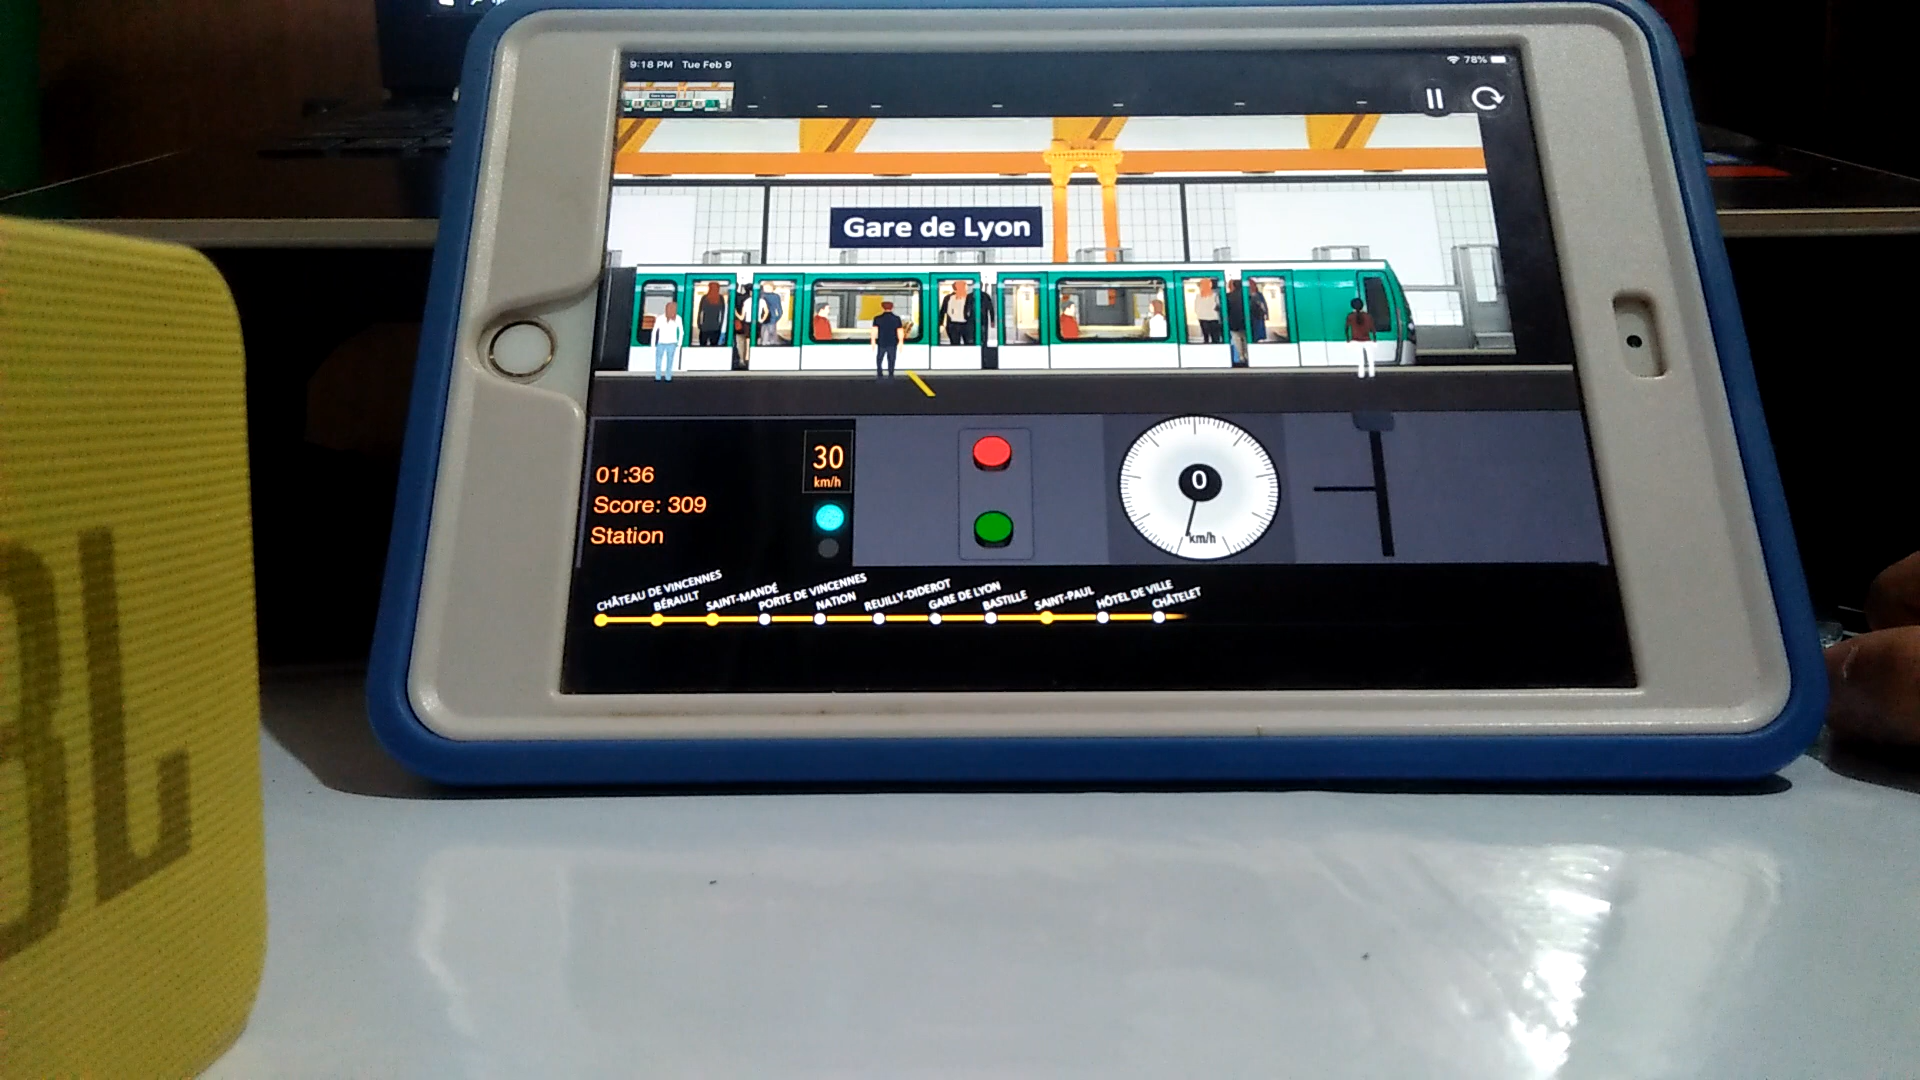 9:18 PM Tue Feb 9
78%
Gare de Lyon
01:36
Score: 309
Station
30
km/h
0
km/h
CHÂTEAU DE VINCENNES
BÉRAULT
SAINT-MANDÉ
PORTE DE VINCENNES
NATION
REUILLY-DIDEROT
GARE DE LYON
BASTILLE
SAINT-PAUL
HÔTEL DE VILLE
CHÂTELET
JBL